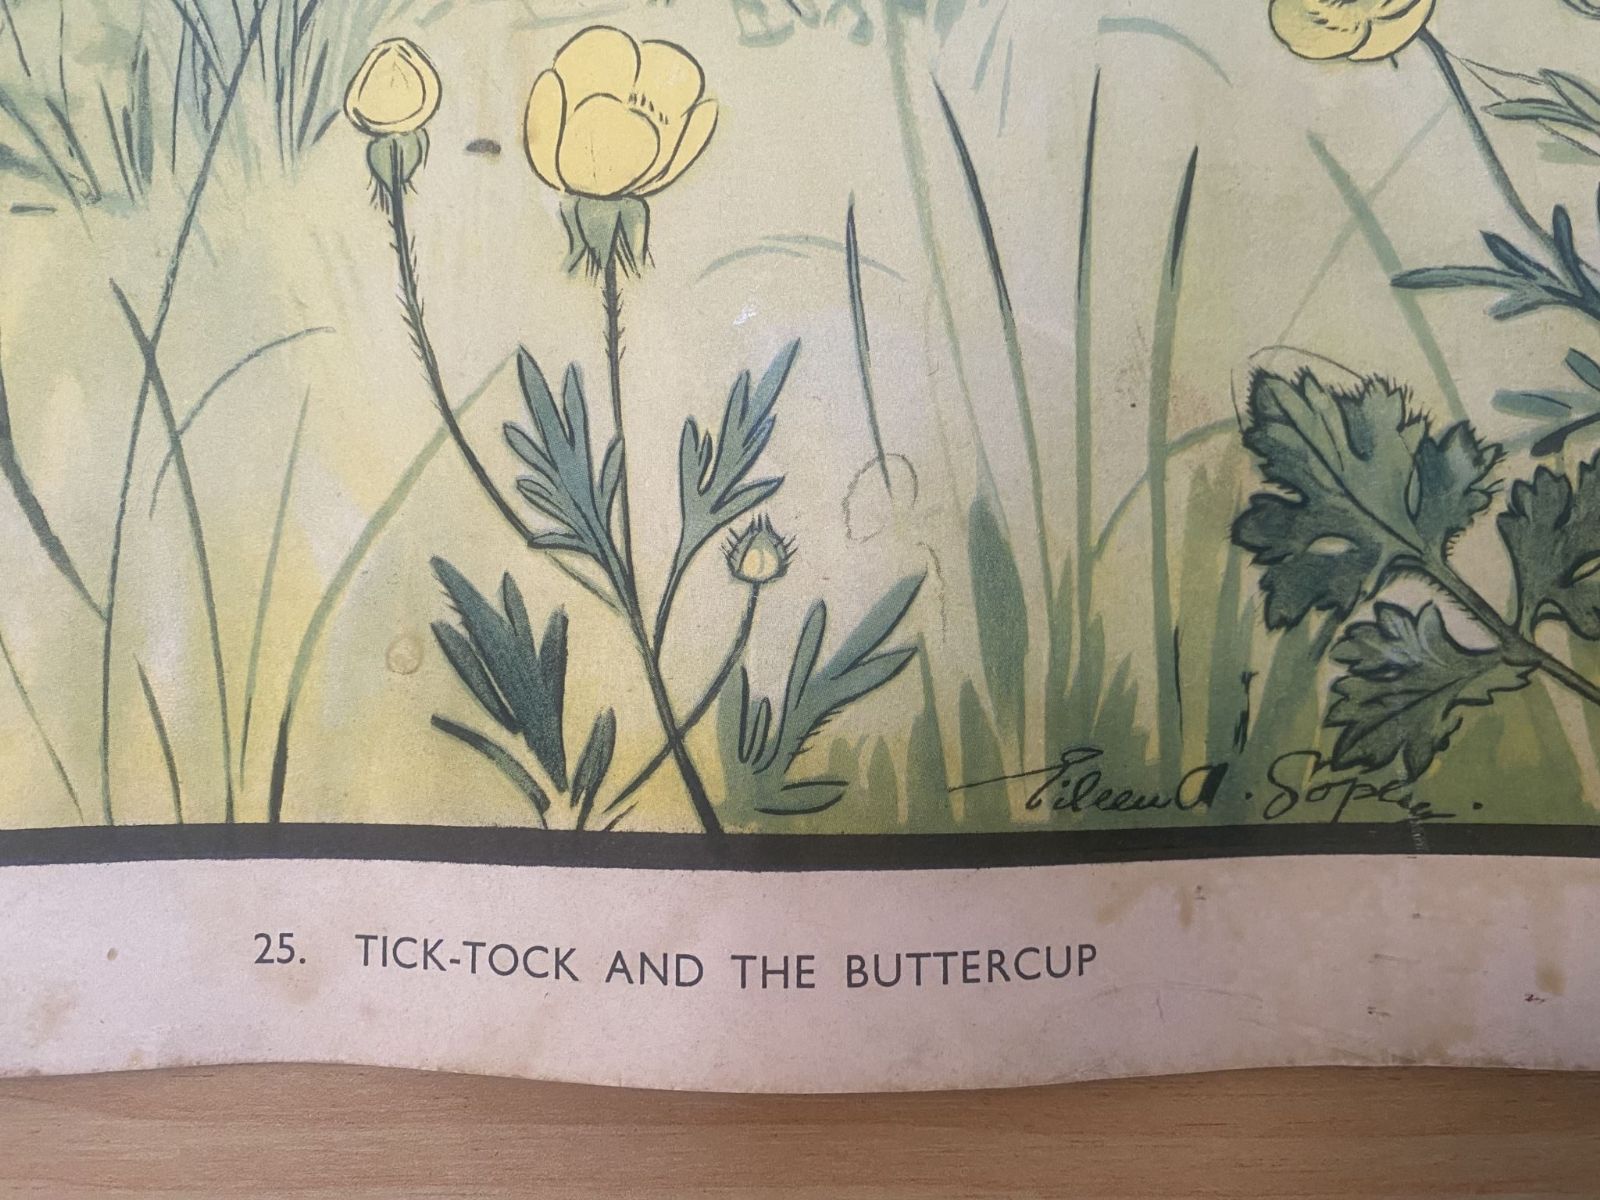 Eileen A. Soper.
25. TICK-TOCK AND THE BUTTERCUP